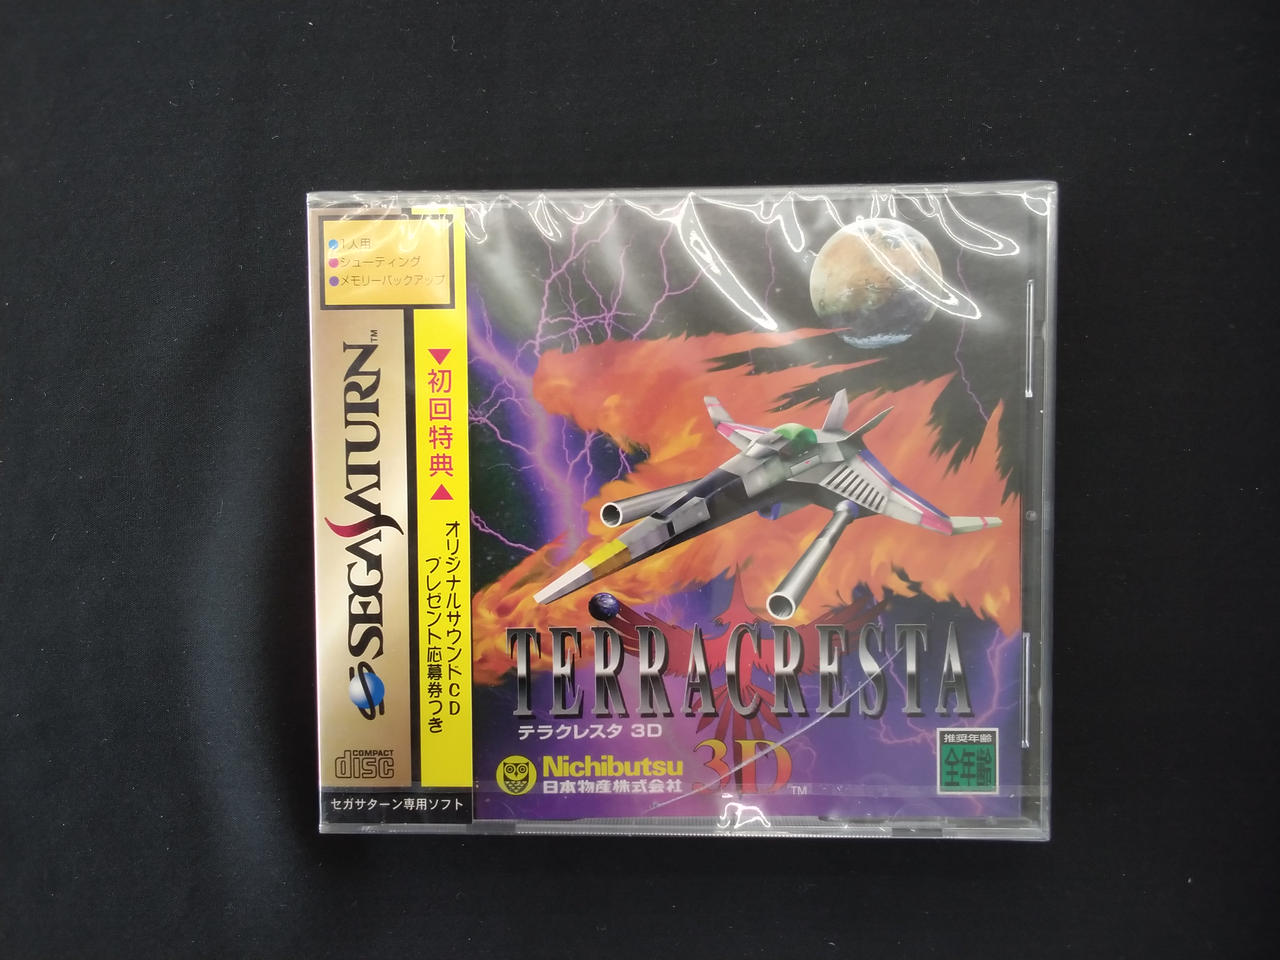 1人用
シューティング
メモリーバックアップ
SEGA SATURN™
▼初回特典▲
オリジナルサウンドCD
プレゼント応募券つき
COMPACT
disc
セガサターン専用ソフト
TERRACRESTA
テラクレスタ 3D
3D™
Nichibutsu
日本物産株式会社
推奨年齢
全年齢